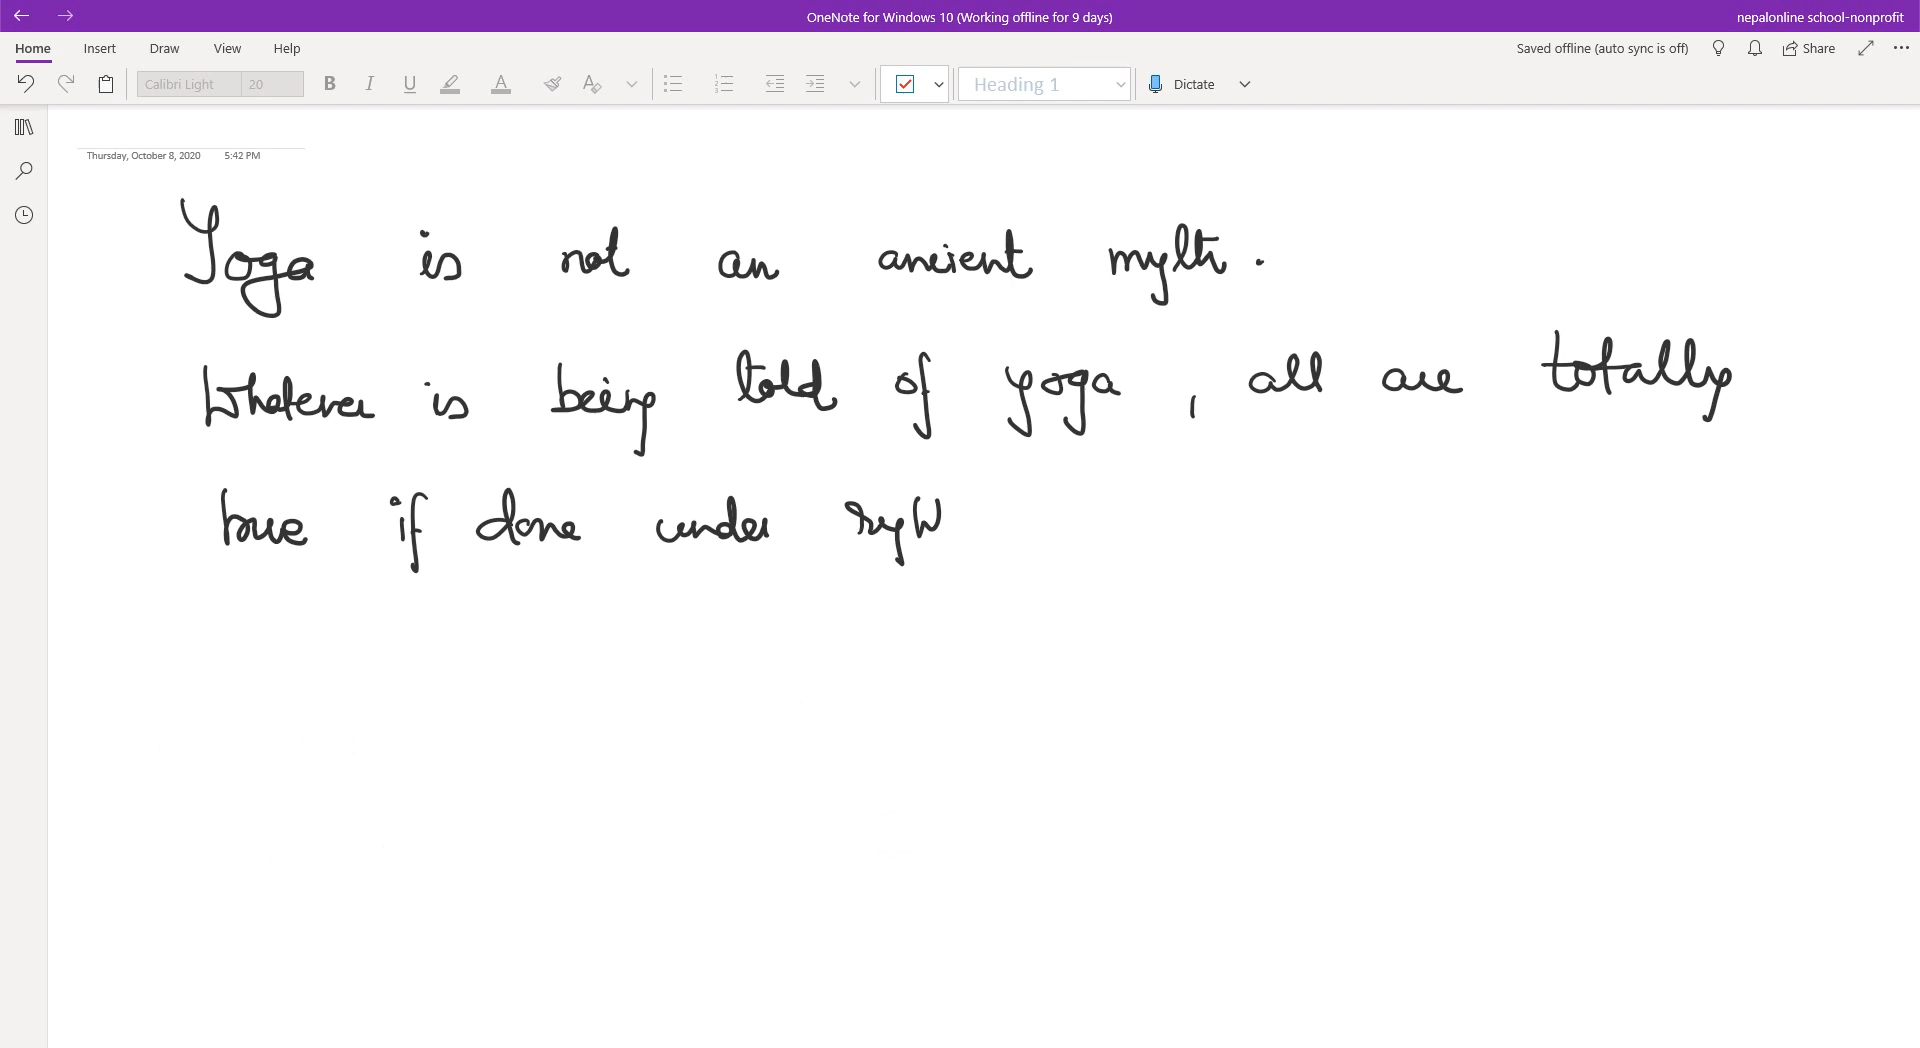 OneNote for Windows 10 (Working offline for 9 days)
nepalonline school-nonprofit
Home Insert Draw View Help
Saved offline (auto sync is off) Share
Calibri Light 20 B I U A Heading 1 Dictate
Thursday, October 8, 2020 5:42 PM
Yoga is not an ancient myth.
Whatever is being told of yoga, all are totally
true if done under right